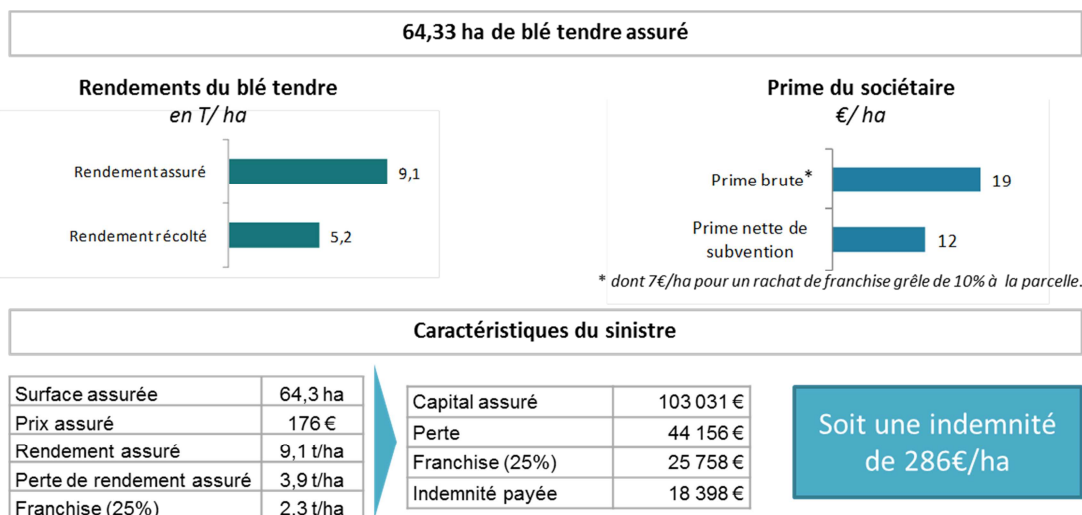 64,33 ha de blé tendre assuré
Rendements du blé tendre
en T/ ha
Rendement assuré
9,1
Rendement récolté
5,2
Prime du sociétaire
€/ ha
Prime brute*
19
Prime nette de
subvention
12
* dont 7€/ha pour un rachat de franchise grêle de 10% à la parcelle.
Caractéristiques du sinistre
Surface assurée 64,3 ha
Prix assuré 176 €
Rendement assuré 9,1 t/ha
Perte de rendement assuré 3,9 t/ha
Franchise (25%) 2,3 t/ha
Capital assuré 103 031 €
Perte 44 156 €
Franchise (25%) 25 758 €
Indemnité payée 18 398 €
Soit une indemnité
de 286€/ha